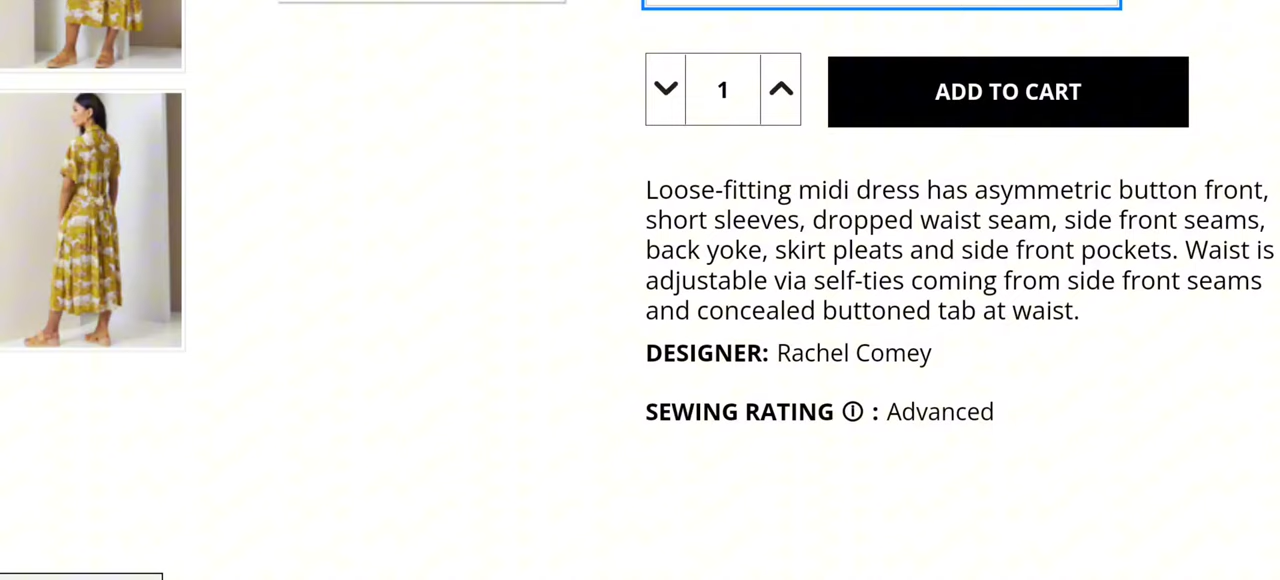 1
ADD TO CART
Loose-fitting midi dress has asymmetric button front,
short sleeves, dropped waist seam, side front seams,
back yoke, skirt pleats and side front pockets. Waist is
adjustable via self-ties coming from side front seams
and concealed buttoned tab at waist.
DESIGNER: Rachel Comey
SEWING RATING ⓘ : Advanced